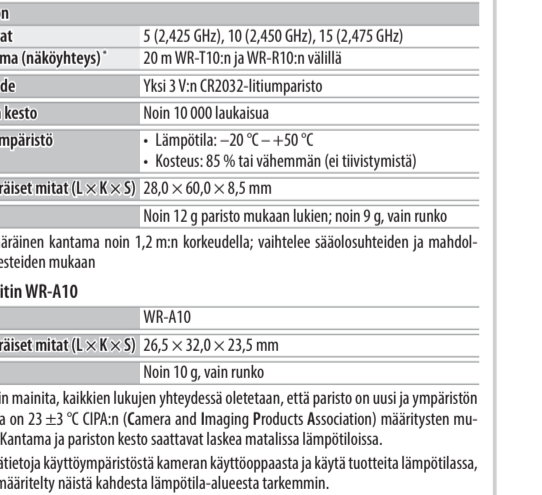 at 5 (2,425 GHz), 10 (2,450 GHz), 15 (2,475 GHz)
ma (näköyhteys)* 20 m WR-T10:n ja WR-R10:n välillä
de Yksi 3 V:n CR2032-litiumparisto
kesto Noin 10 000 laukaisua
mpäristö • Lämpötila: –20 °C – +50 °C
• Kosteus: 85 % tai vähemmän (ei tiivistymistä)
räiset mitat (L × K × S) 28,0 × 60,0 × 8,5 mm
Noin 12 g paristo mukaan lukien; noin 9 g, vain runko
äräinen kantama noin 1,2 m:n korkeudella; vaihtelee sääolosuhteiden ja mahdol-
esteiden mukaan
itin WR-A10
WR-A10
räiset mitat (L × K × S) 26,5 × 32,0 × 23,5 mm
Noin 10 g, vain runko
in mainita, kaikkien lukujen yhteydessä oletetaan, että paristo on uusi ja ympäristön
a on 23 ±3 °C CIPA:n (Camera and Imaging Products Association) määritysten mu-
Kantama ja pariston kesto saattavat laskea matalissa lämpötiloissa.
ätietoja käyttöympäristöstä kameran käyttöoppaasta ja käytä tuotteita lämpötilassa,
määritelty näistä kahdesta lämpötila-alueesta tarkemmin.